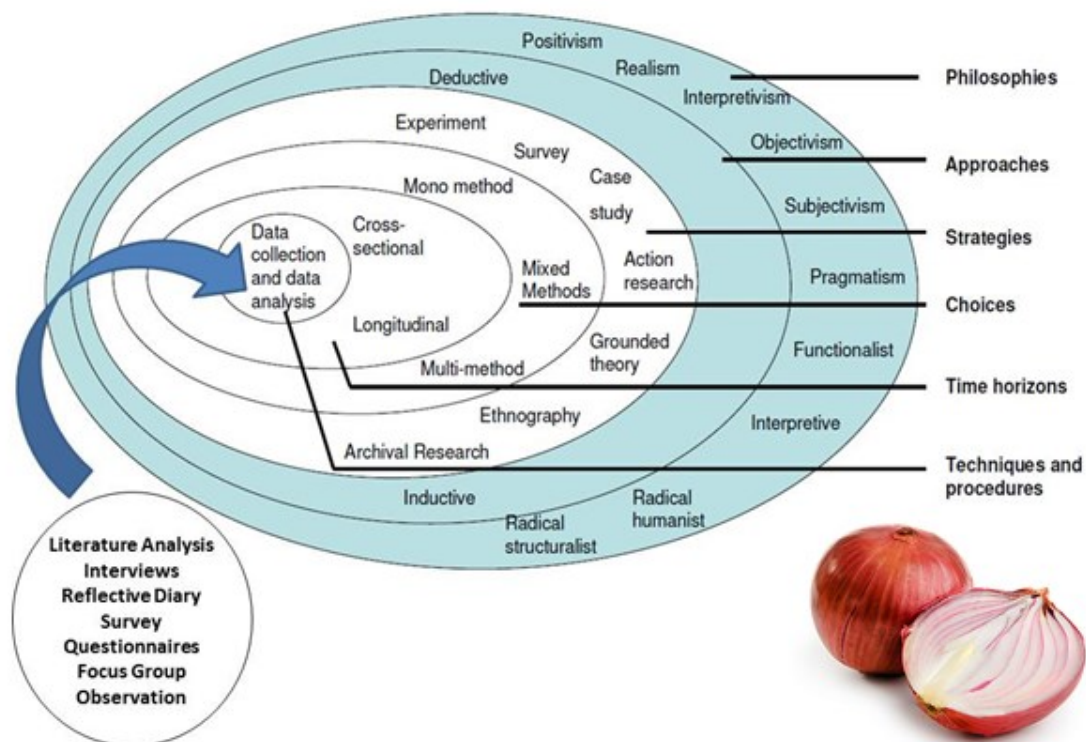 Positivism
Realism
Philosophies
Deductive
Interpretivism
Experiment
Objectivism
Survey
Approaches
Mono method
Case
study
Subjectivism
Data
collection
and data
analysis
Cross-
sectional
Strategies
Action
research
Mixed
Methods
Pragmatism
Choices
Longitudinal
Grounded
theory
Functionalist
Multi-method
Time horizons
Ethnography
Interpretive
Archival Research
Techniques and
procedures
Inductive
Radical
humanist
Radical
structuralist
Literature Analysis
Interviews
Reflective Diary
Survey
Questionnaires
Focus Group
Observation